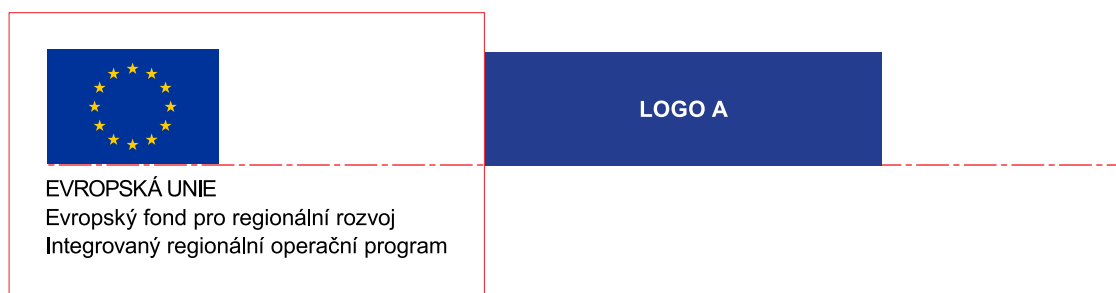 LOGO A
EVROPSKÁ UNIE
Evropský fond pro regionální rozvoj
Integrovaný regionální operační program